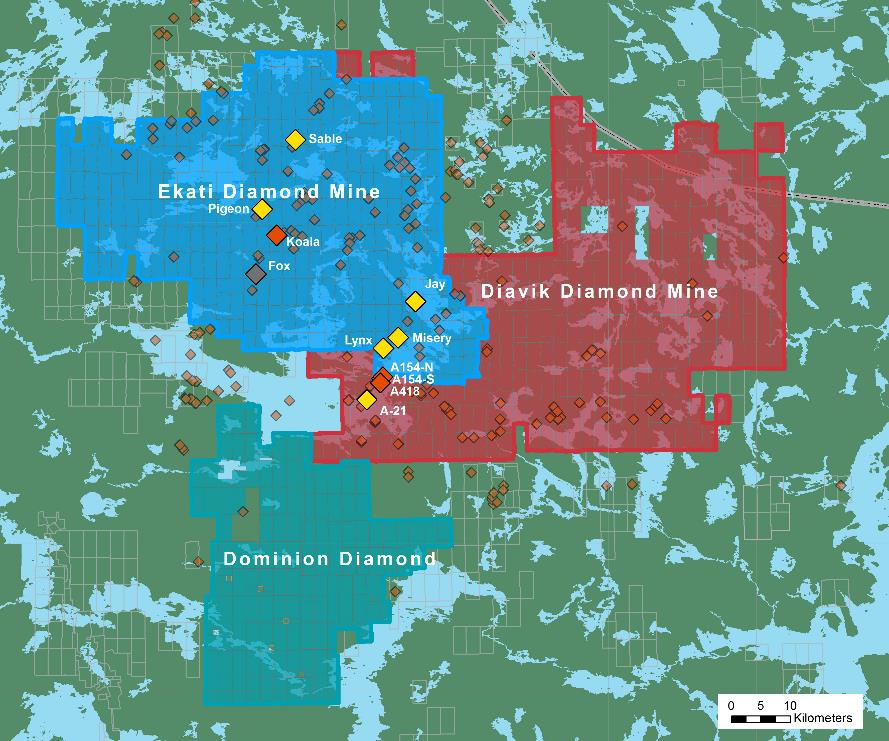 Sable
Ekati Diamond Mine
Pigeon
Koala
Fox
Jay
Diavik Diamond Mine
Lynx
Misery
A154-N
A154-S
A418
A-21
Dominion Diamond
0 5 10
Kilometers